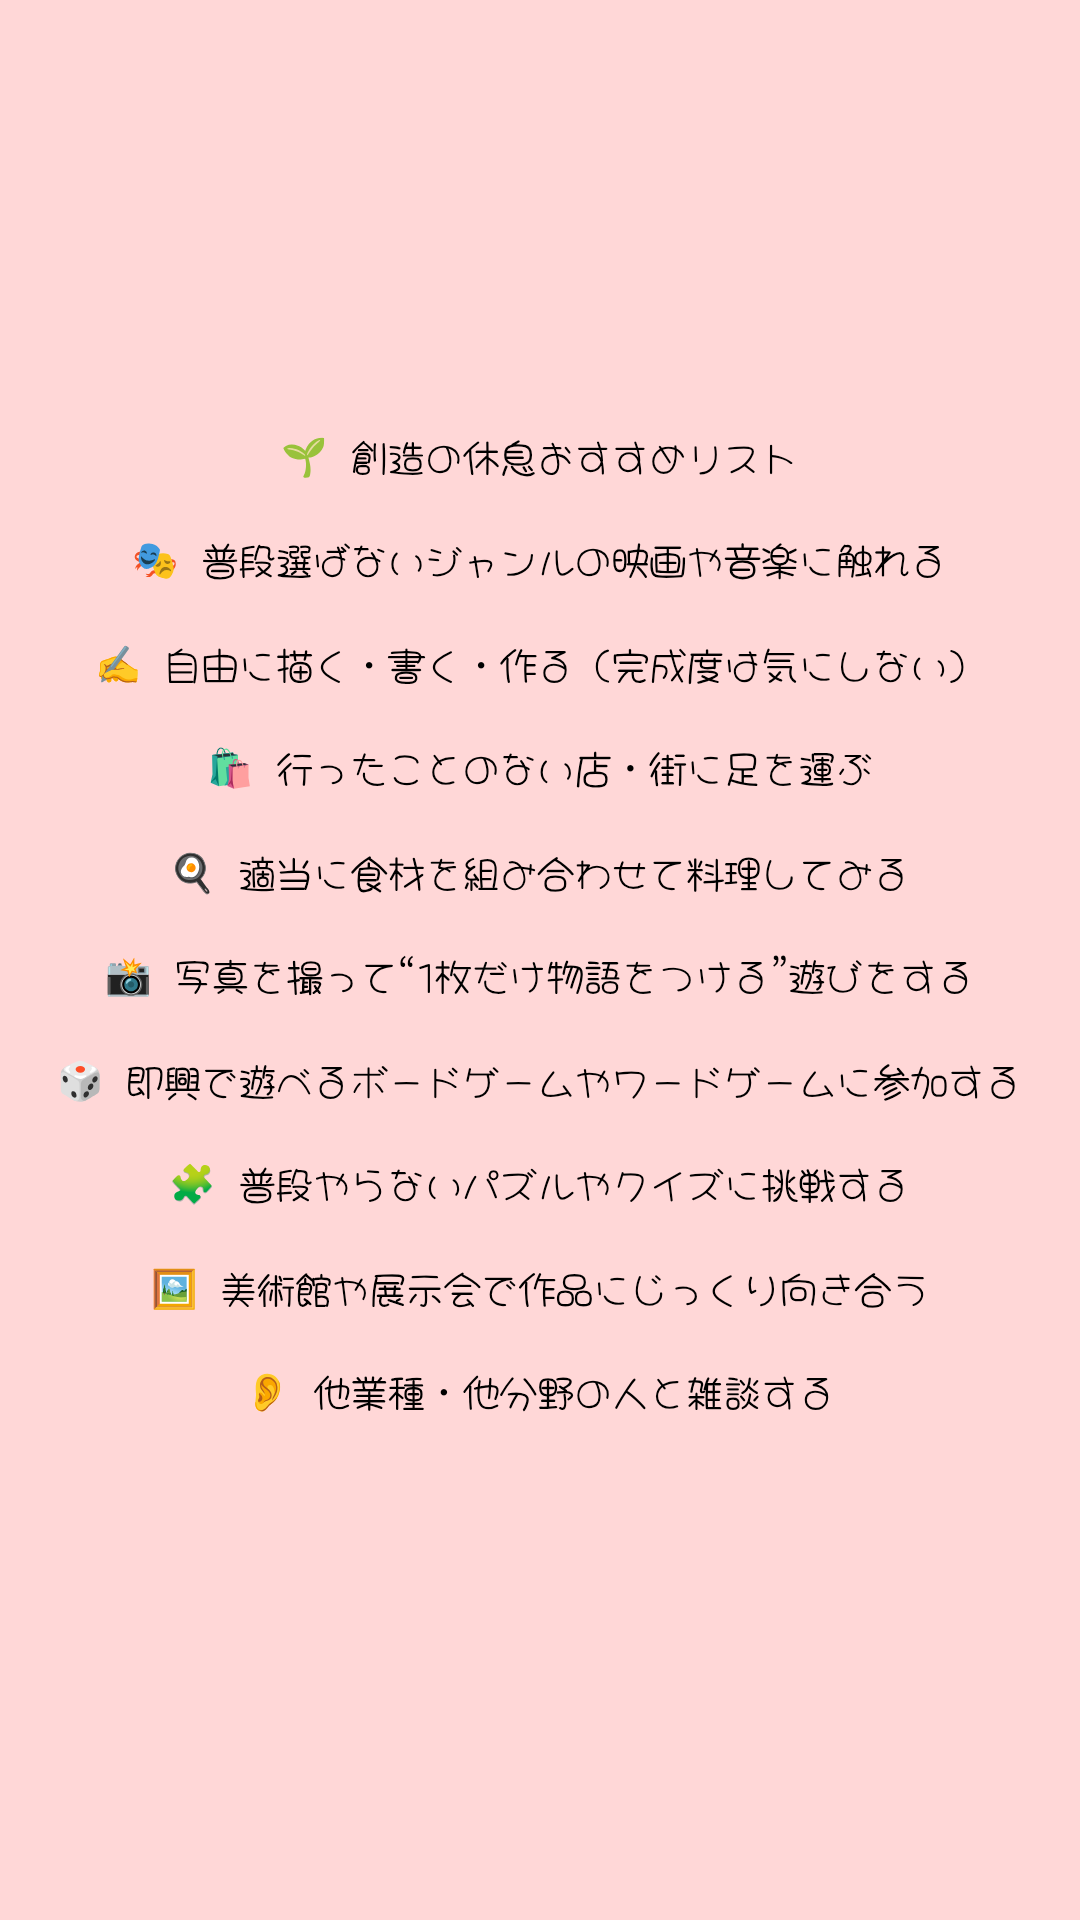 🌱 創造の休息おすすめリスト
🎭 普段選ばないジャンルの映画や音楽に触れる
✍️ 自由に描く・書く・作る（完成度は気にしない）
🛍️ 行ったことのない店・街に足を運ぶ
🍳 適当に食材を組み合わせて料理してみる
📸 写真を撮って“1枚だけ物語をつける”遊びをする
🎲 即興で遊べるボードゲームやワードゲームに参加する
🧩 普段やらないパズルやクイズに挑戦する
🖼️ 美術館や展示会で作品にじっくり向き合う
👂 他業種・他分野の人と雑談する